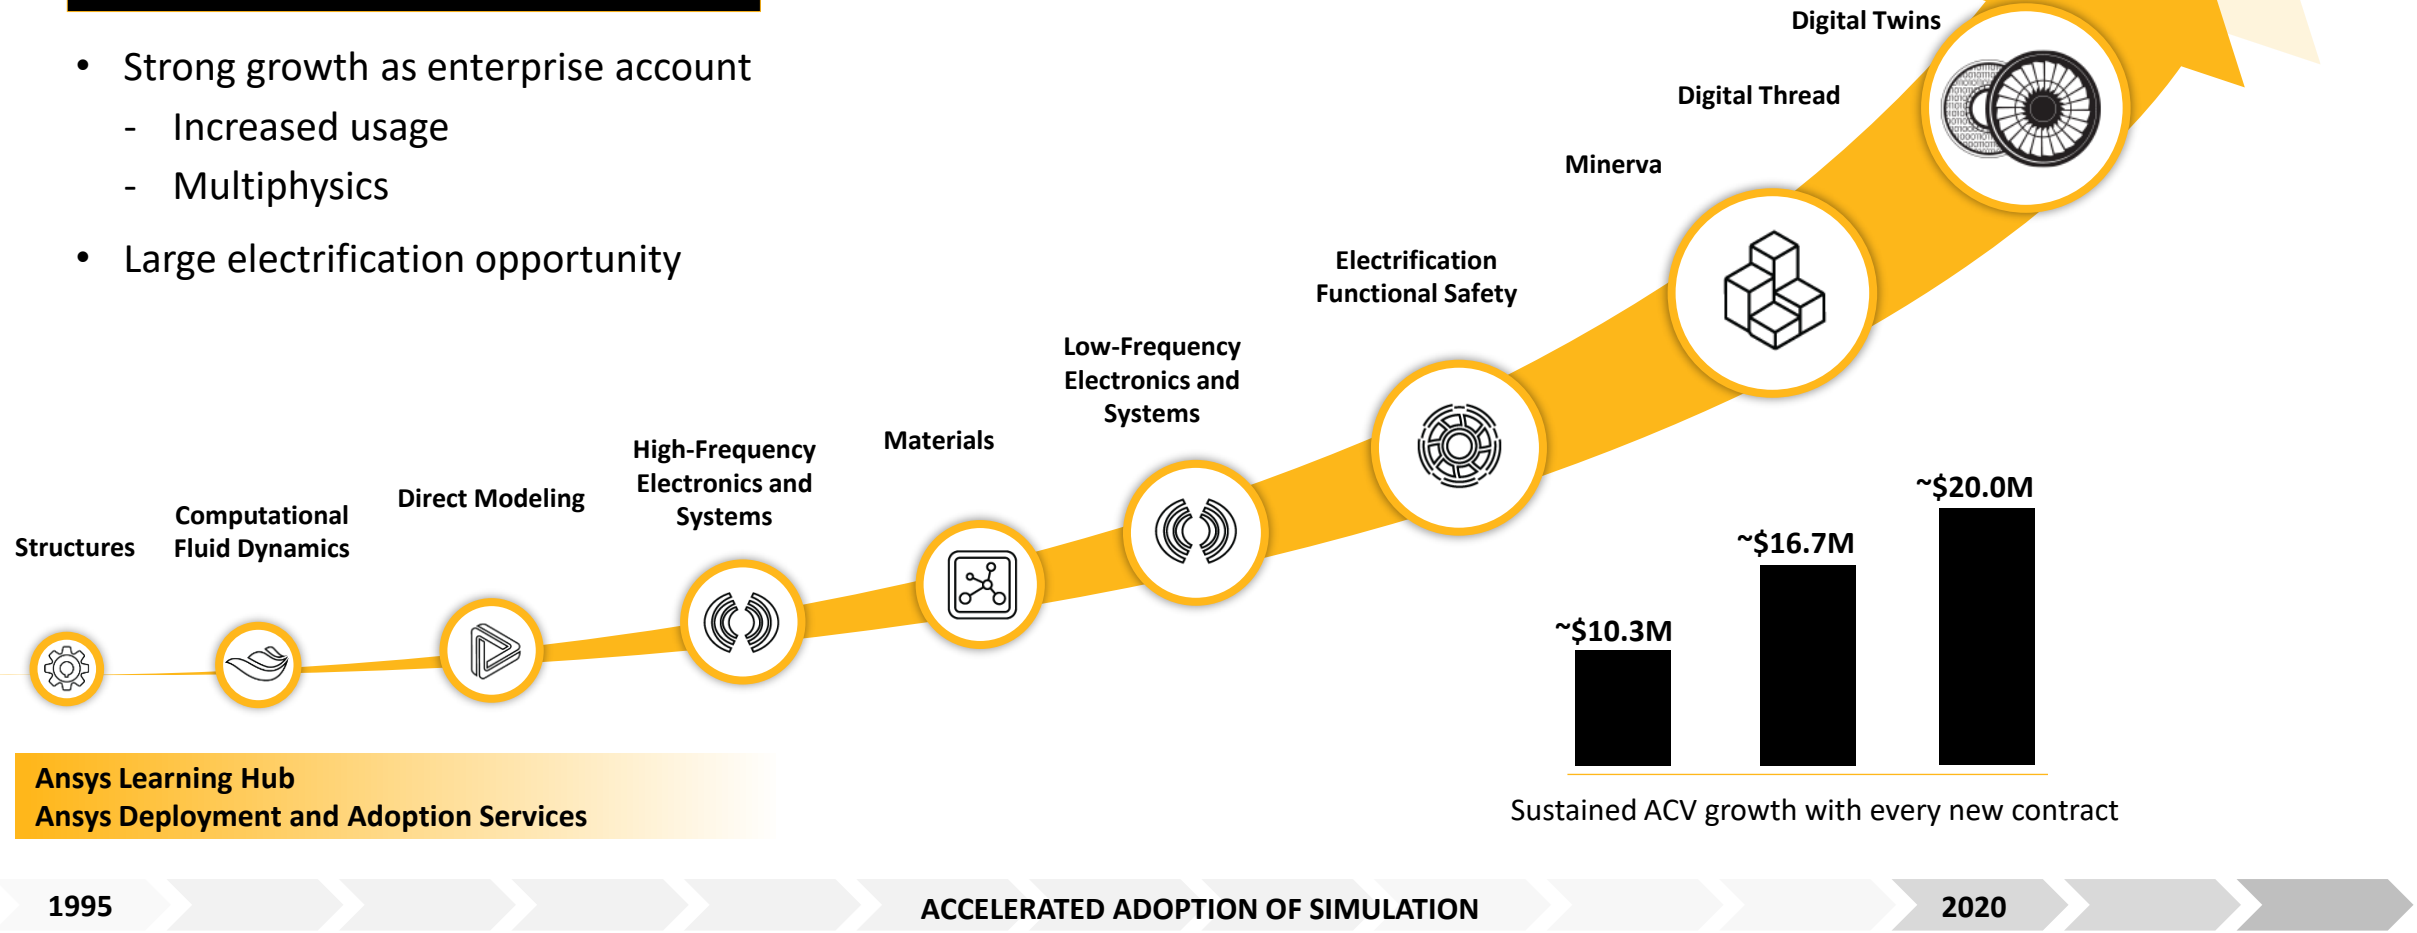 • Strong growth as enterprise account
- Increased usage
- Multiphysics
• Large electrification opportunity
Digital Twins
Digital Thread
Minerva
Electrification
Functional Safety
Low-Frequency
Electronics and
Systems
Materials
High-Frequency
Electronics and
Systems
Direct Modeling
Computational
Fluid Dynamics
Structures
~$10.3M
~$16.7M
~$20.0M
Sustained ACV growth with every new contract
Ansys Learning Hub
Ansys Deployment and Adoption Services
1995
ACCELERATED ADOPTION OF SIMULATION
2020